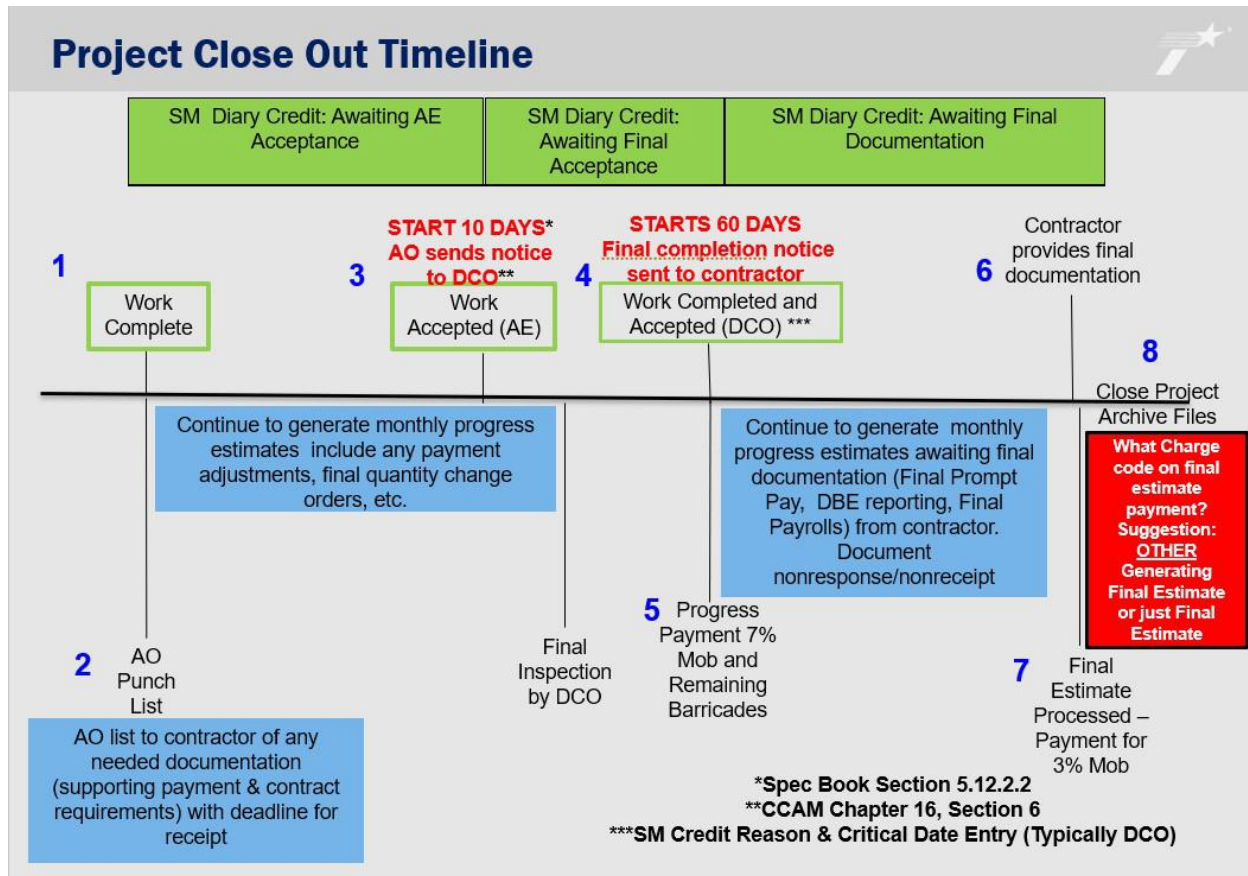 Project Close Out Timeline
SM Diary Credit: Awaiting AE
Acceptance
SM Diary Credit:
Awaiting Final
Acceptance
SM Diary Credit: Awaiting Final
Documentation
1
Work
Complete
START 10 DAYS*
AO sends notice
to DCO**
3
Work
Accepted (AE)
STARTS 60 DAYS
Final completion notice
sent to contractor
4
Work Completed and
Accepted (DCO) ***
Contractor
provides final
documentation
6
8
Close Project
Archive Files
Continue to generate monthly progress
estimates include any payment
adjustments, final quantity change
orders, etc.
Continue to generate monthly
progress estimates awaiting final
documentation (Final Prompt
Pay, DBE reporting, Final
Payrolls) from contractor.
Document
nonresponse/nonreceipt
What Charge
code on final
estimate
payment?
Suggestion:
OTHER
Generating
Final Estimate
or just Final
Estimate
2
AO
Punch
List
AO list to contractor of any
needed documentation
(supporting payment & contract
requirements) with deadline for
receipt
Final
Inspection
by DCO
5
Progress
Payment 7%
Mob and
Remaining
Barricades
7
Final
Estimate
Processed –
Payment for
3% Mob
*Spec Book Section 5.12.2.2
**CCAM Chapter 16, Section 6
***SM Credit Reason & Critical Date Entry (Typically DCO)